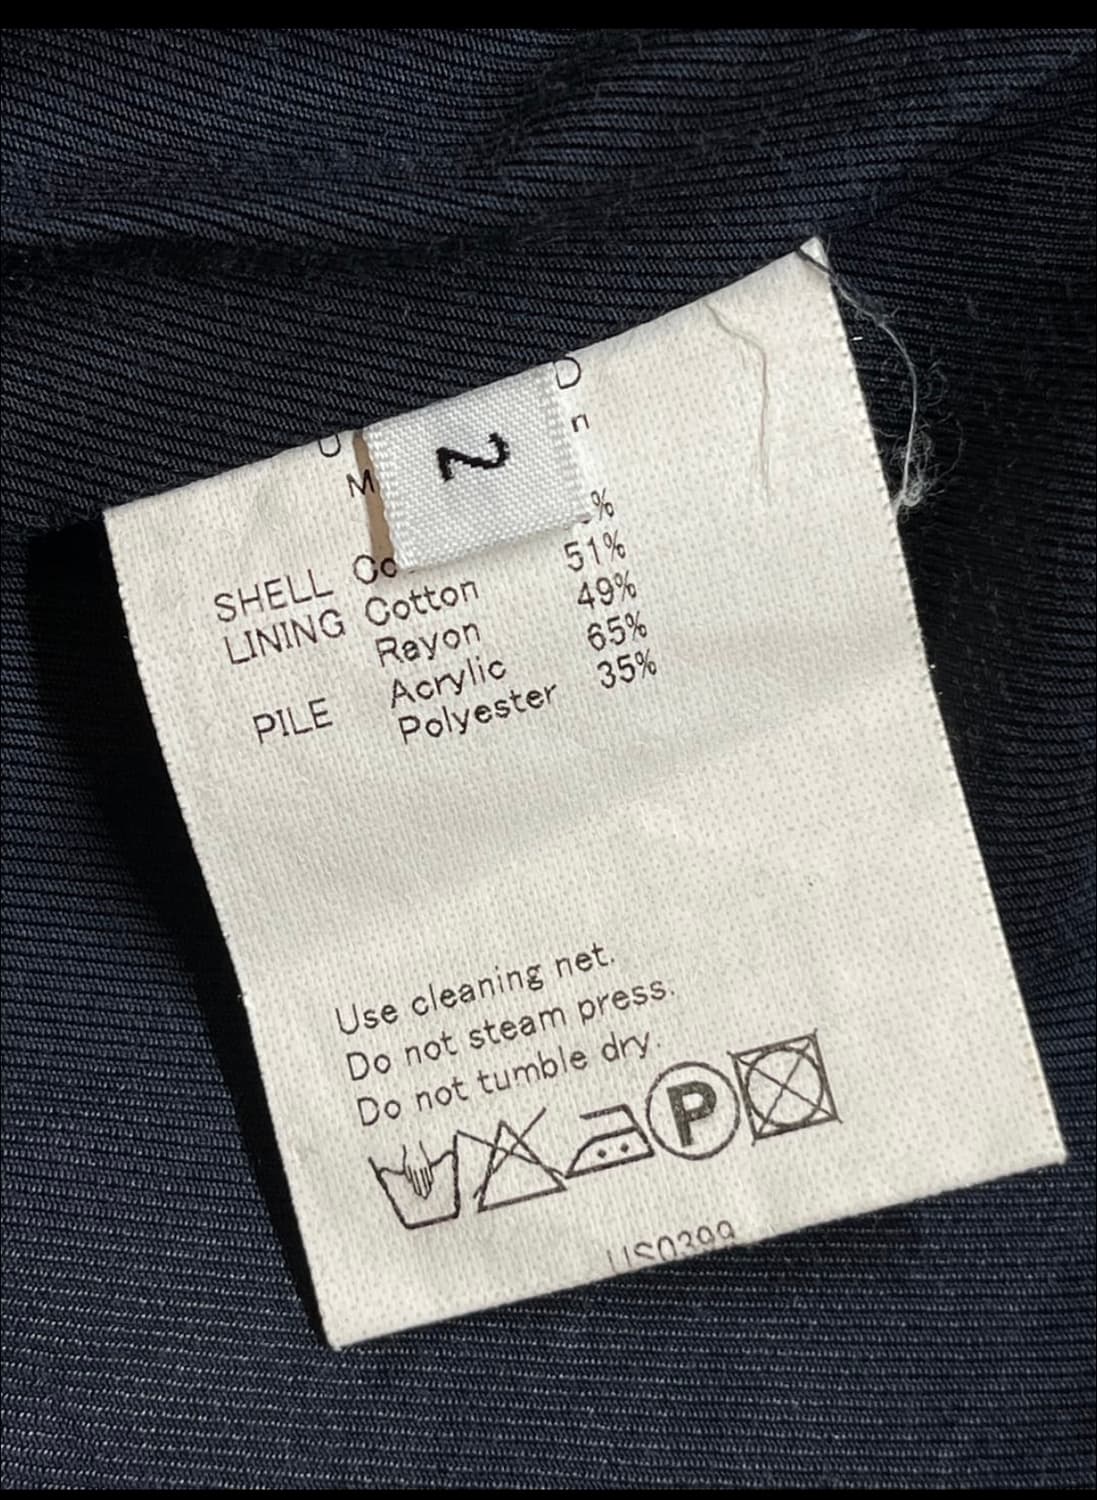 2
SHELL
51%
LINING Cotton 49%
Rayon 65%
PILE Acrylic 35%
Polyester
Use cleaning net.
Do not steam press.
Do not tumble dry.
P
US0399